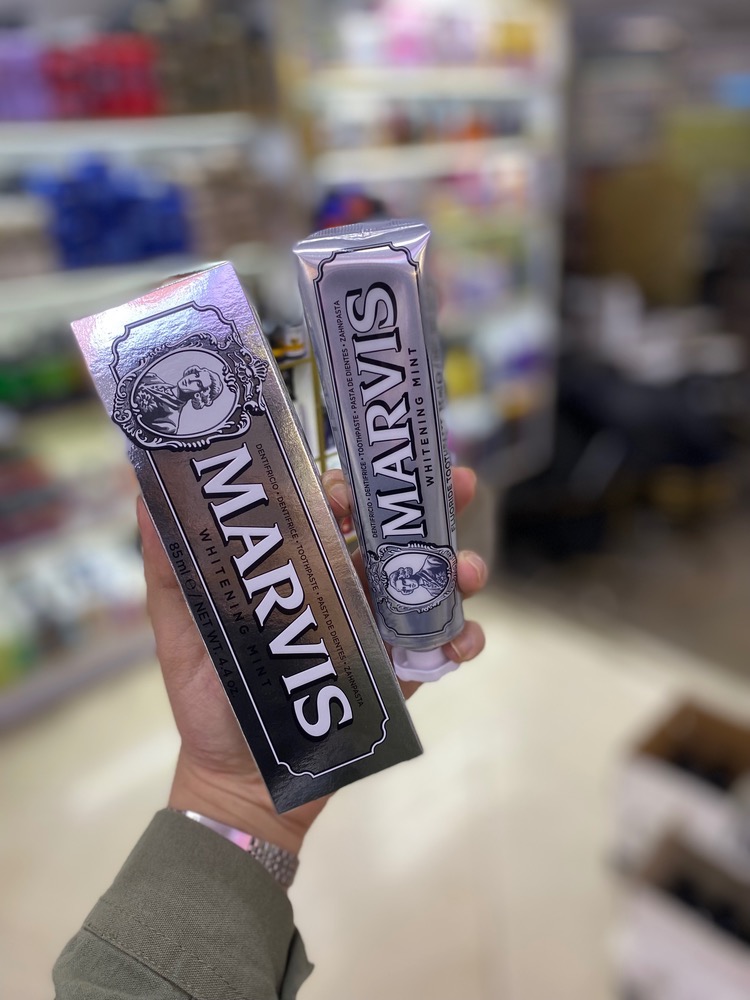 DENTIFRICIO • DENTIFRICE • TOOTHPASTE • PASTA DE DIENTES • ZAHNPASTA
MARVIS
WHITENING MINT
85ml ℮ / NET WT. 4.4 oz
DENTIFRICIO • DENTIFRICE • TOOTHPASTE • PASTA DE DIENTES • ZAHNPASTA
MARVIS
WHITENING MINT